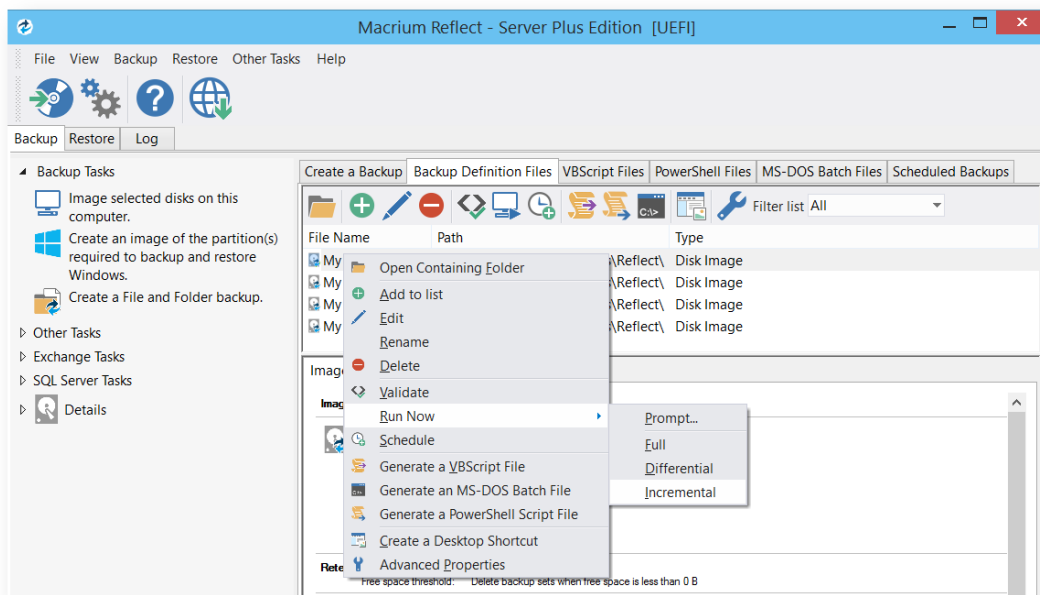 Macrium Reflect - Server Plus Edition [UEFI]
File View Backup Restore Other Tasks Help
Backup Restore Log
Backup Tasks
Image selected disks on this
computer.
Create an image of the partition(s)
required to backup and restore
Windows.
Create a File and Folder backup.
Other Tasks
Exchange Tasks
SQL Server Tasks
Details
Create a Backup Backup Definition Files VBScript Files PowerShell Files MS-DOS Batch Files Scheduled Backups
C:\>
Filter list All
File Name Path Type
My \Reflect\ Disk Image
My \Reflect\ Disk Image
My \Reflect\ Disk Image
My \Reflect\ Disk Image
Open Containing Folder
Add to list
Edit
Rename
Delete
Validate
Run Now
Schedule
Generate a VBScript File
Generate an MS-DOS Batch File
Generate a PowerShell Script File
Create a Desktop Shortcut
Advanced Properties
Prompt...
Full
Differential
Incremental
Free space threshold: Delete backup sets when free space is less than 0 B